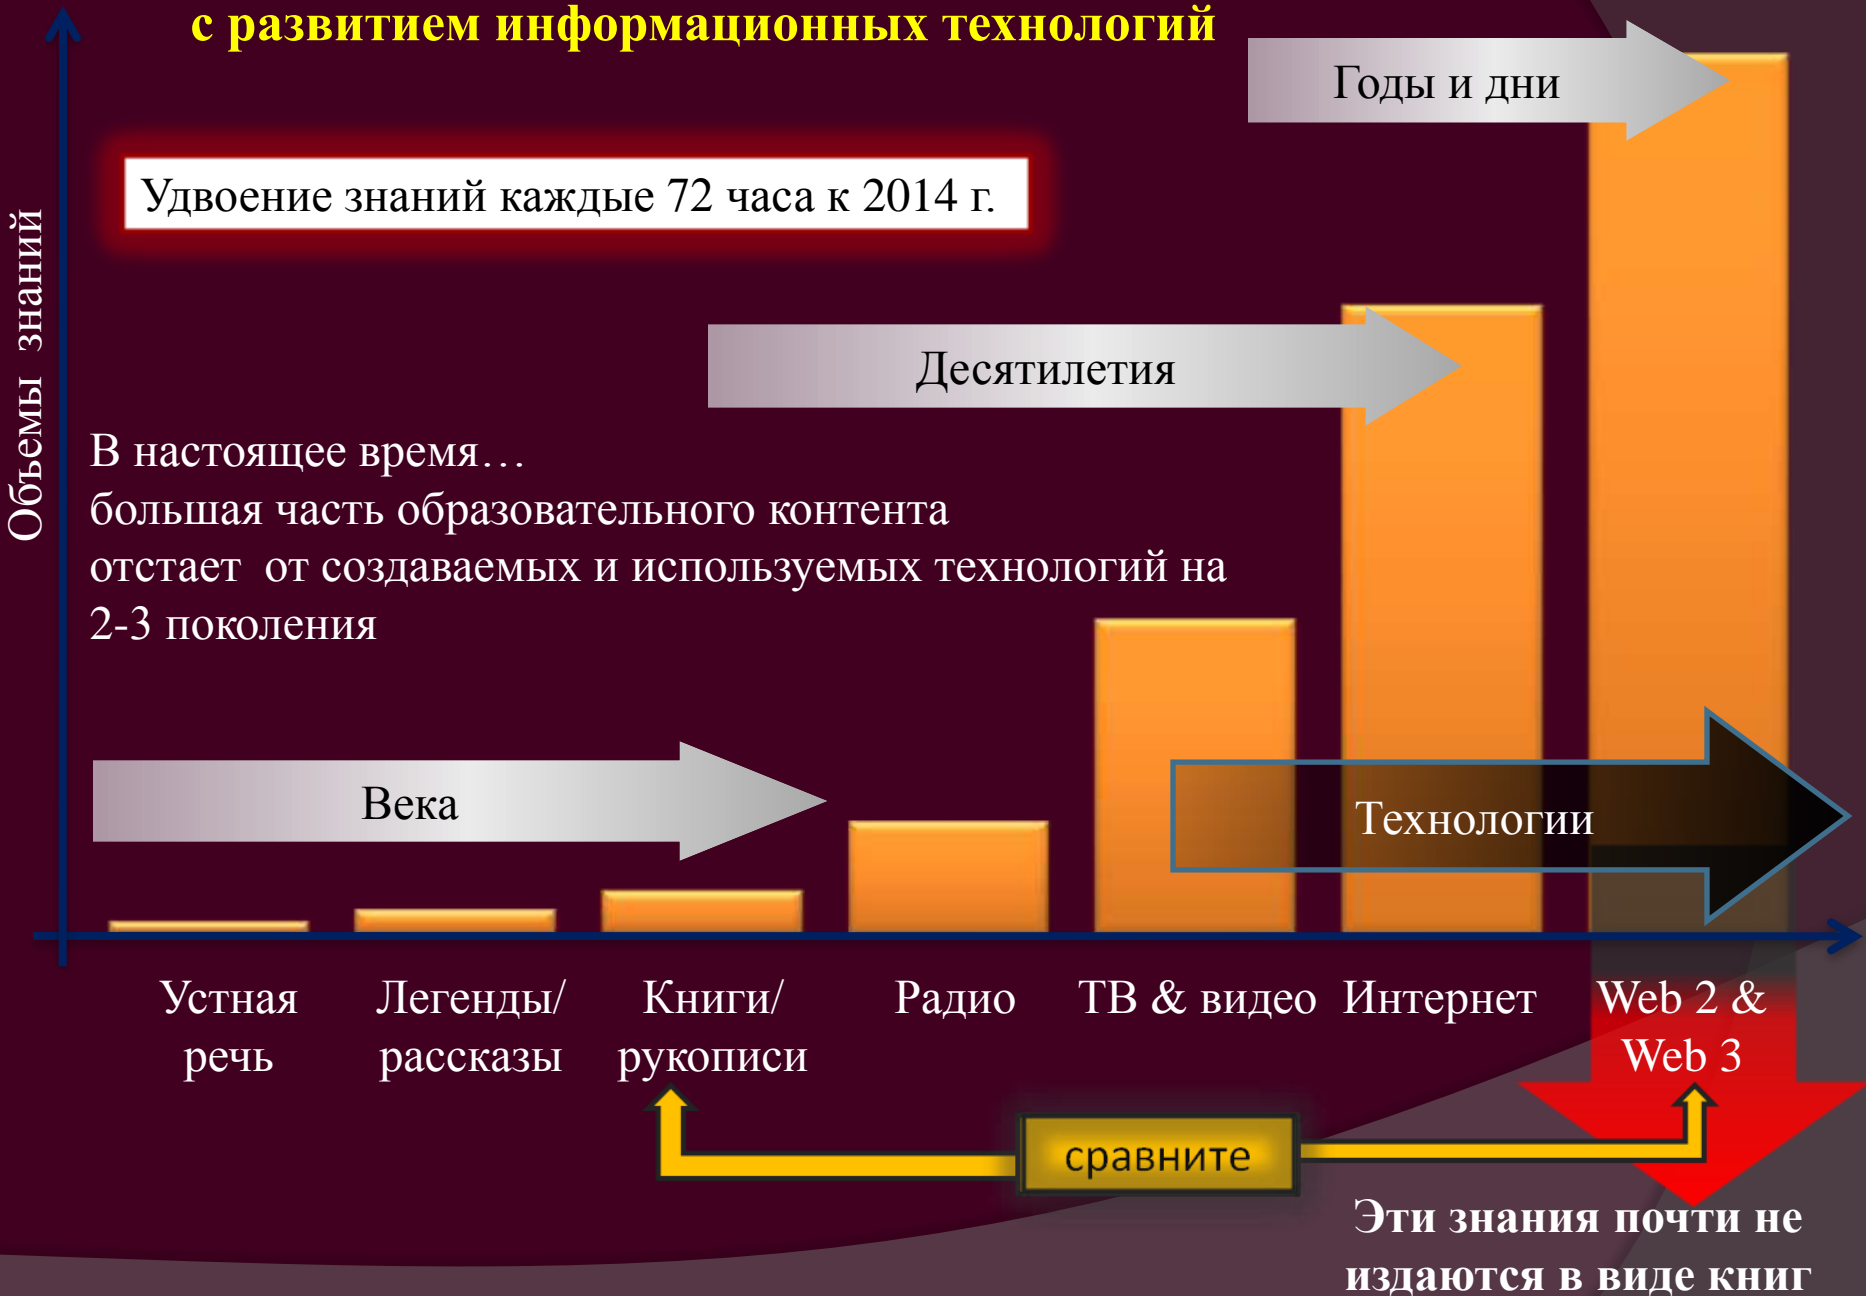 с развитием информационных технологий
Годы и дни
Удвоение знаний каждые 72 часа к 2014 г.
Объемы знаний
Десятилетия
В настоящее время…
большая часть образовательного контента
отстает от создаваемых и используемых технологий на
2-3 поколения
Века
Технологии
Устная
речь
Легенды/
рассказы
Книги/
рукописи
Радио
ТВ & видео
Интернет
Web 2 &
Web 3
сравните
Эти знания почти не
издаются в виде книг